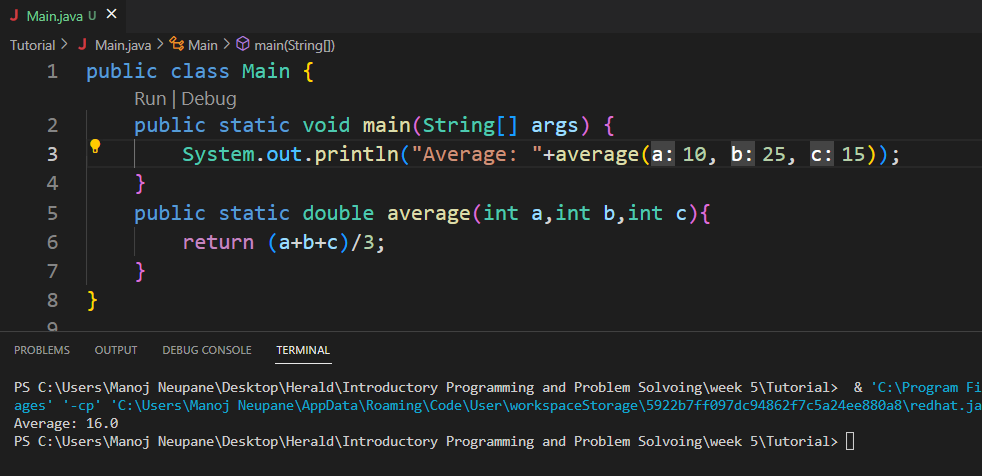 J Main.java U ×
Tutorial > J Main.java > Main > main(String[])
1 public class Main {
Run | Debug
2 public static void main(String[] args) {
3 System.out.println("Average: "+average(a: 10, b: 25, c: 15));
4 }
5 public static double average(int a,int b,int c){
6 return (a+b+c)/3;
7 }
8 }
9
PROBLEMS OUTPUT DEBUG CONSOLE TERMINAL
PS C:\Users\Manoj Neupane\Desktop\Herald\Introductory Programming and Problem Solvoing\week 5\Tutorial> & 'C:\Program Fi
ages' '-cp' 'C:\Users\Manoj Neupane\AppData\Roaming\Code\User\workspaceStorage\5922b7ff097dc94862f7c5a24ee880a8\redhat.ja
Average: 16.0
PS C:\Users\Manoj Neupane\Desktop\Herald\Introductory Programming and Problem Solvoing\week 5\Tutorial>